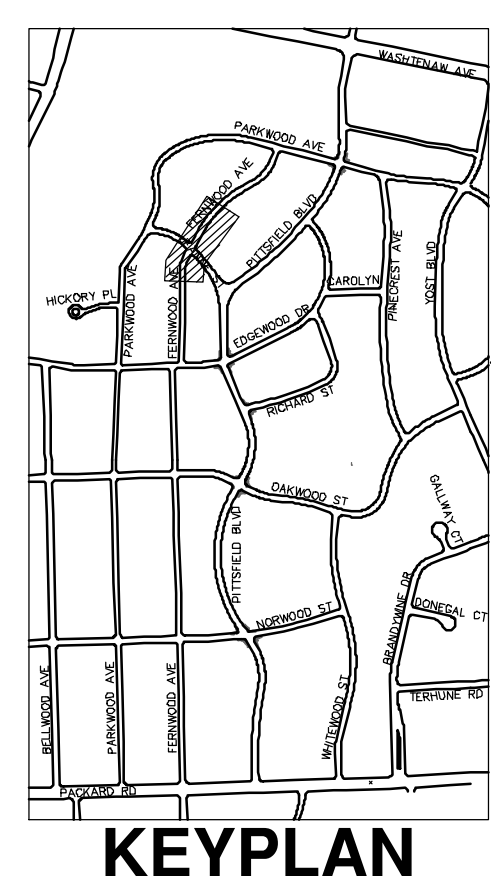 WASHTENAW AVE
PARKWOOD AVE
FERNWOOD AVE
PITTSFIELD BLVD
PINECREST AVE
YOST BLVD
CAROLYN
HICKORY PL
PARKWOOD AVE
FERNWOOD AVE
EDGEWOOD DR
RICHARD ST
OAKWOOD ST
GALLWAY CT
PITTSFIELD BLVD
BRANDYWINE DR
DONEGAL CT
NORWOOD ST
BELLWOOD AVE
PARKWOOD AVE
FERNWOOD AVE
WHITEWOOD ST
TERHUNE RD
PACKARD RD
KEYPLAN